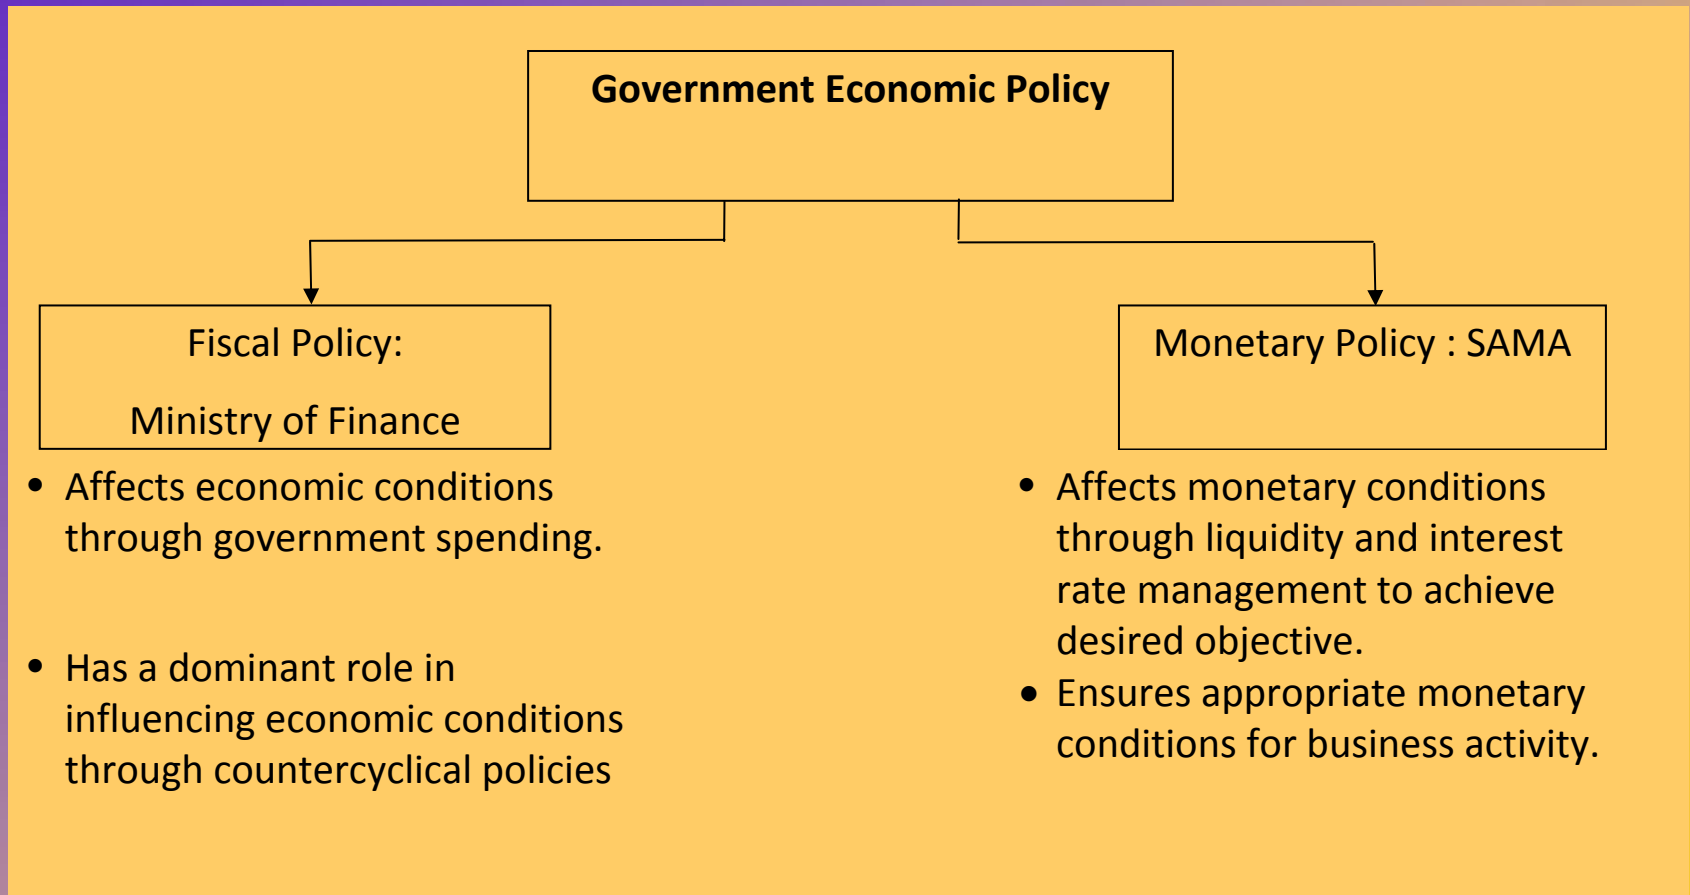 Government Economic Policy
Fiscal Policy:
Ministry of Finance
• Affects economic conditions
through government spending.
• Has a dominant role in
influencing economic conditions
through countercyclical policies
Monetary Policy : SAMA
• Affects monetary conditions
through liquidity and interest
rate management to achieve
desired objective.
• Ensures appropriate monetary
conditions for business activity.